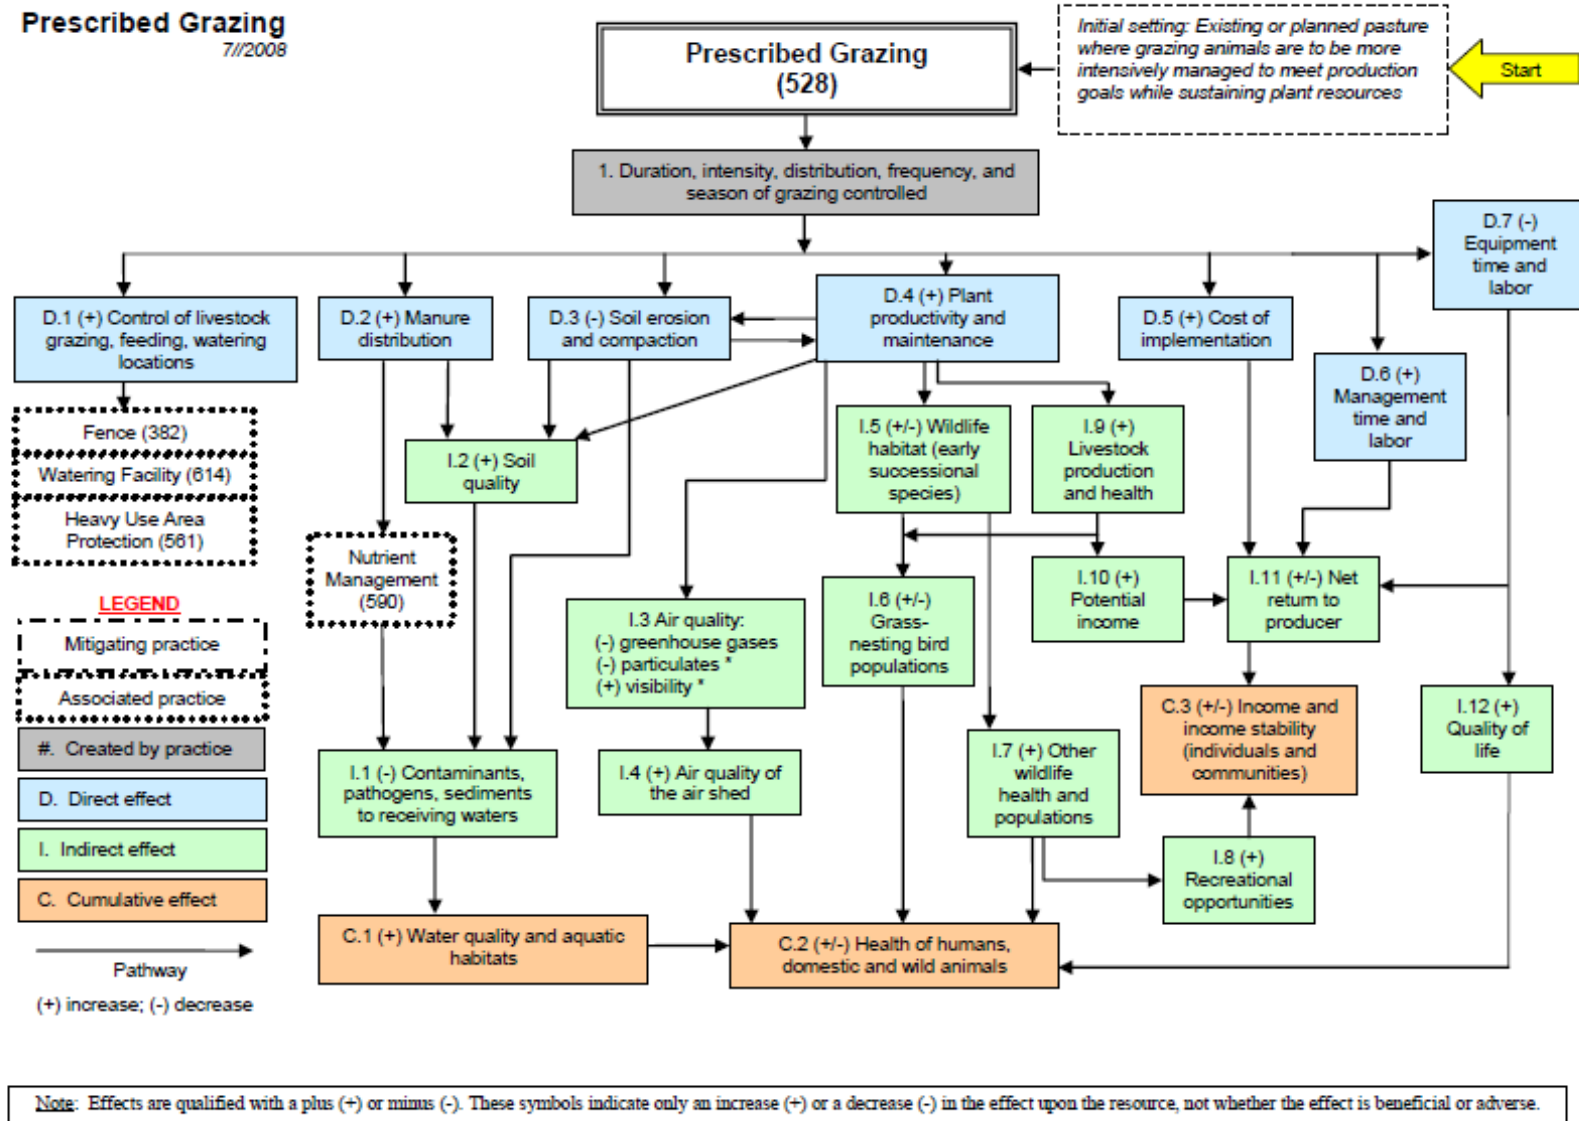 Prescribed Grazing
7//2008
Prescribed Grazing
(528)
Initial setting: Existing or planned pasture
where grazing animals are to be more
intensively managed to meet production
goals while sustaining plant resources
Start
1. Duration, intensity, distribution, frequency, and
season of grazing controlled
D.7 (-)
Equipment
time and
labor
D.1 (+) Control of livestock
grazing, feeding, watering
locations
D.2 (+) Manure
distribution
D.3 (-) Soil erosion
and compaction
D.4 (+) Plant
productivity and
maintenance
D.5 (+) Cost of
implementation
D.6 (+)
Management
time and
labor
Fence (382)
Watering Facility (614)
Heavy Use Area
Protection (561)
I.2 (+) Soil
quality
I.5 (+/-) Wildlife
habitat (early
successional
species)
I.9 (+)
Livestock
production
and health
Nutrient
Management
(590)
I.3 Air quality:
(-) greenhouse gases
(-) particulates *
(+) visibility *
I.6 (+/-)
Grass-
nesting bird
populations
I.10 (+)
Potential
income
I.11 (+/-) Net
return to
producer
LEGEND
Mitigating practice
Associated practice
#. Created by practice
D. Direct effect
I. Indirect effect
C. Cumulative effect
Pathway
(+) increase; (-) decrease
I.1 (-) Contaminants,
pathogens, sediments
to receiving waters
I.4 (+) Air quality of
the air shed
I.7 (+) Other
wildlife
health and
populations
C.3 (+/-) Income and
income stability
(individuals and
communities)
I.12 (+)
Quality of
life
I.8 (+)
Recreational
opportunities
C.1 (+) Water quality and aquatic
habitats
C.2 (+/-) Health of humans,
domestic and wild animals
Note: Effects are qualified with a plus (+) or minus (-). These symbols indicate only an increase (+) or a decrease (-) in the effect upon the resource, not whether the effect is beneficial or adverse.